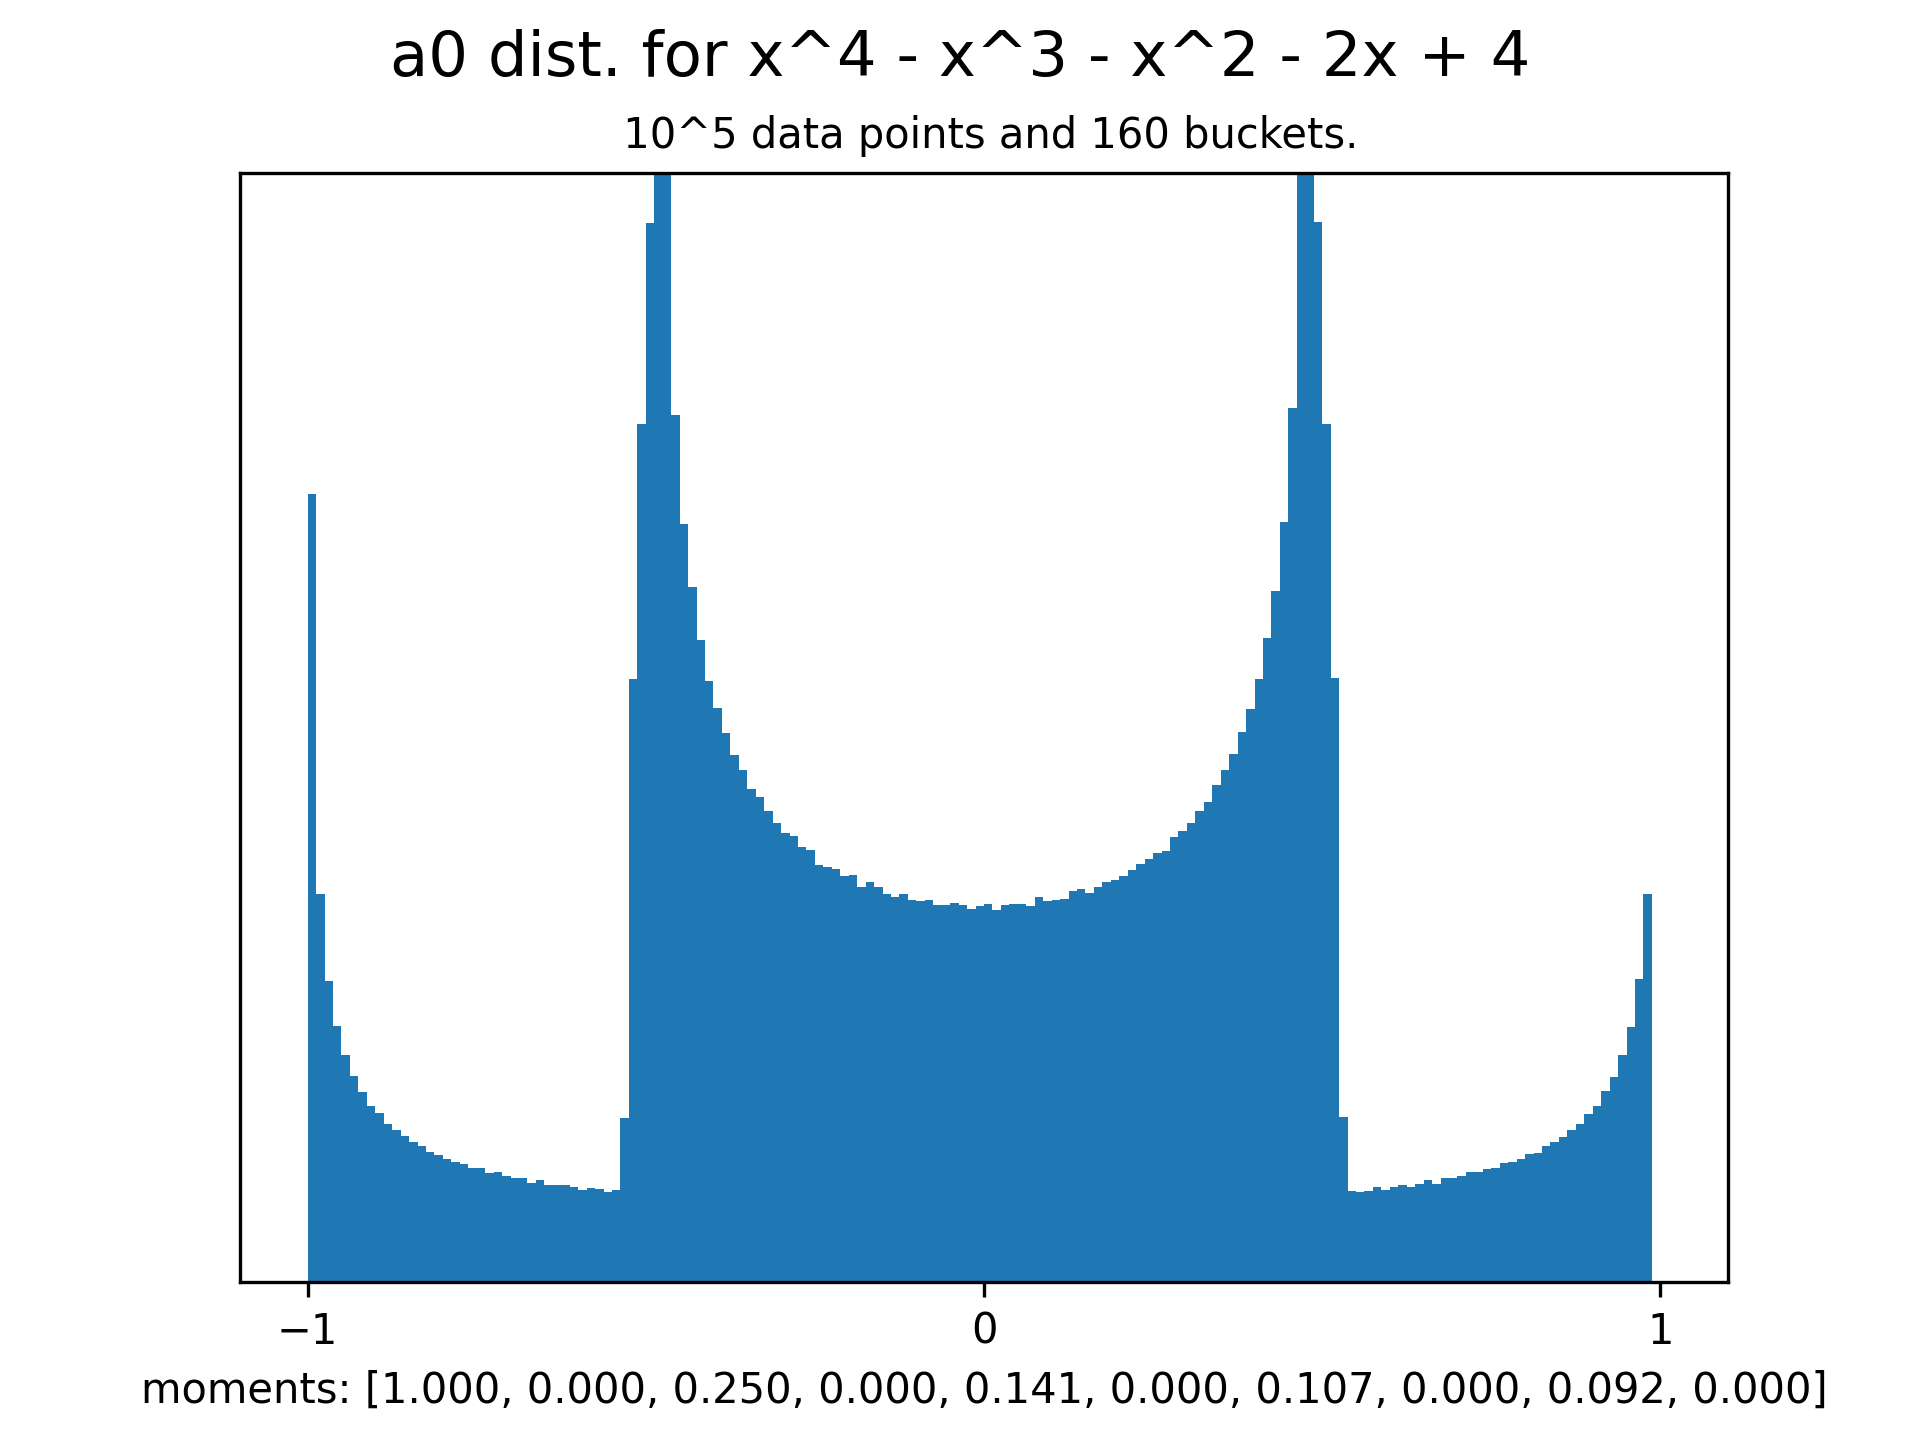 a0 dist. for x^4 - x^3 - x^2 - 2x + 4
10^5 data points and 160 buckets.
−1 0 1
moments: [1.000, 0.000, 0.250, 0.000, 0.141, 0.000, 0.107, 0.000, 0.092, 0.000]